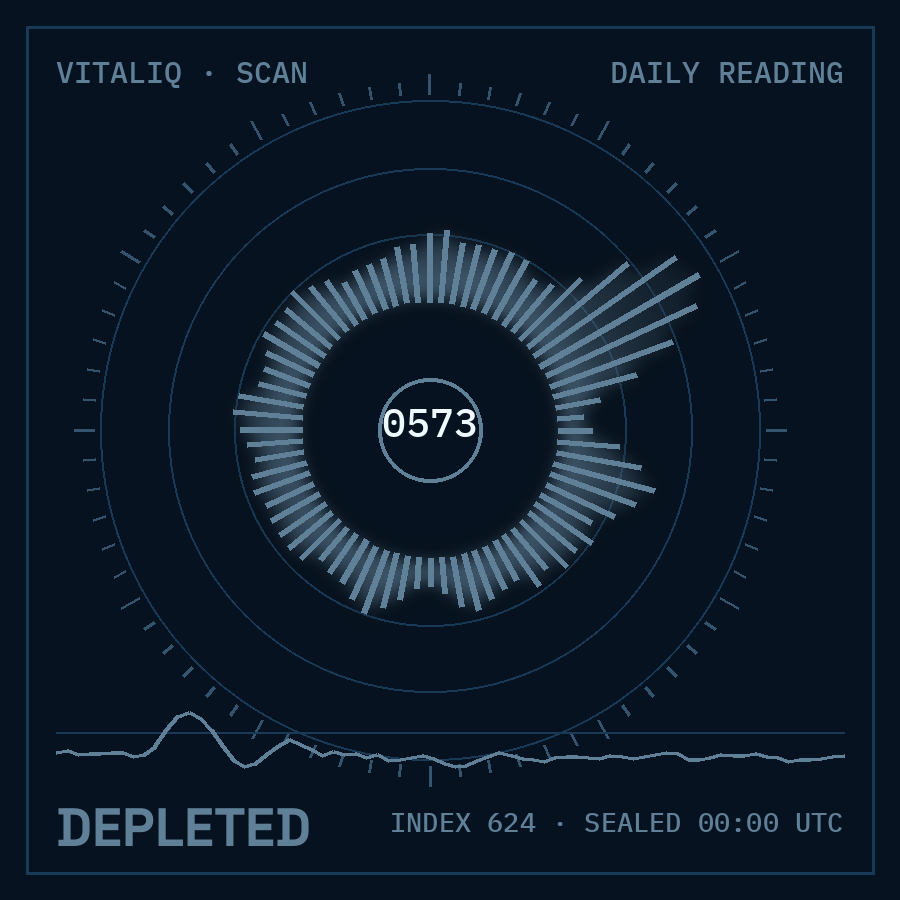 VITALIQ · SCAN
DAILY READING
0573
DEPLETED
INDEX 624 · SEALED 00:00 UTC